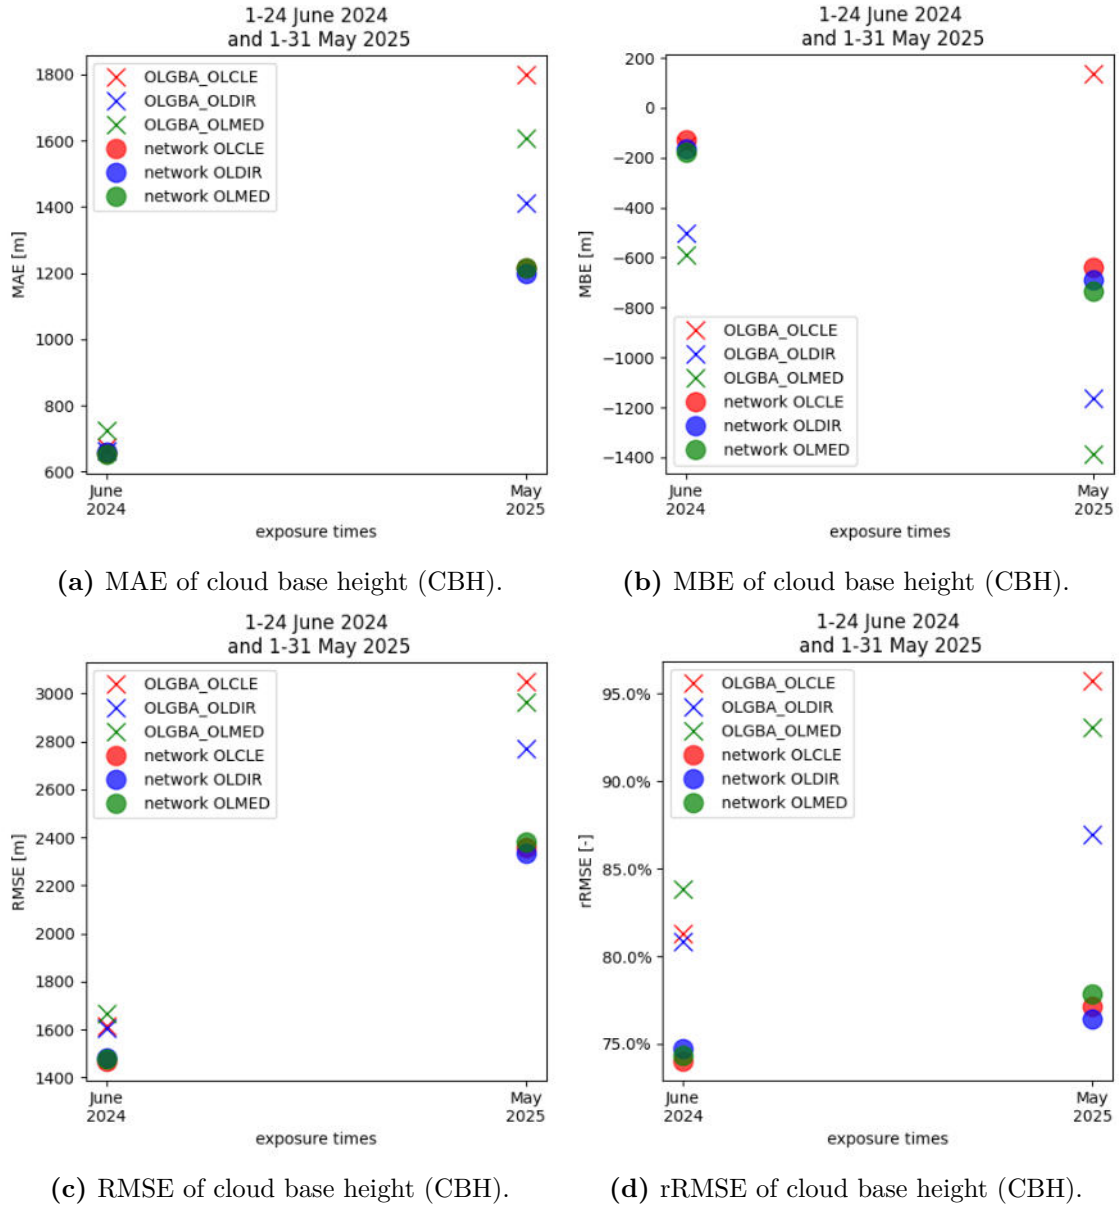 1-24 June 2024
and 1-31 May 2025
MAE [m]
1800
1600
1400
1200
1000
800
600
OLGBA_OLCLE
OLGBA_OLDIR
OLGBA_OLMED
network OLCLE
network OLDIR
network OLMED
June
2024
May
2025
exposure times
(a) MAE of cloud base height (CBH).
1-24 June 2024
and 1-31 May 2025
MBE [m]
200
0
−200
−400
−600
−800
−1000
−1200
−1400
OLGBA_OLCLE
OLGBA_OLDIR
OLGBA_OLMED
network OLCLE
network OLDIR
network OLMED
June
2024
May
2025
exposure times
(b) MBE of cloud base height (CBH).
1-24 June 2024
and 1-31 May 2025
RMSE [m]
3000
2800
2600
2400
2200
2000
1800
1600
1400
OLGBA_OLCLE
OLGBA_OLDIR
OLGBA_OLMED
network OLCLE
network OLDIR
network OLMED
June
2024
May
2025
exposure times
(c) RMSE of cloud base height (CBH).
1-24 June 2024
and 1-31 May 2025
rRMSE [-]
95.0%
90.0%
85.0%
80.0%
75.0%
OLGBA_OLCLE
OLGBA_OLDIR
OLGBA_OLMED
network OLCLE
network OLDIR
network OLMED
June
2024
May
2025
exposure times
(d) rRMSE of cloud base height (CBH).